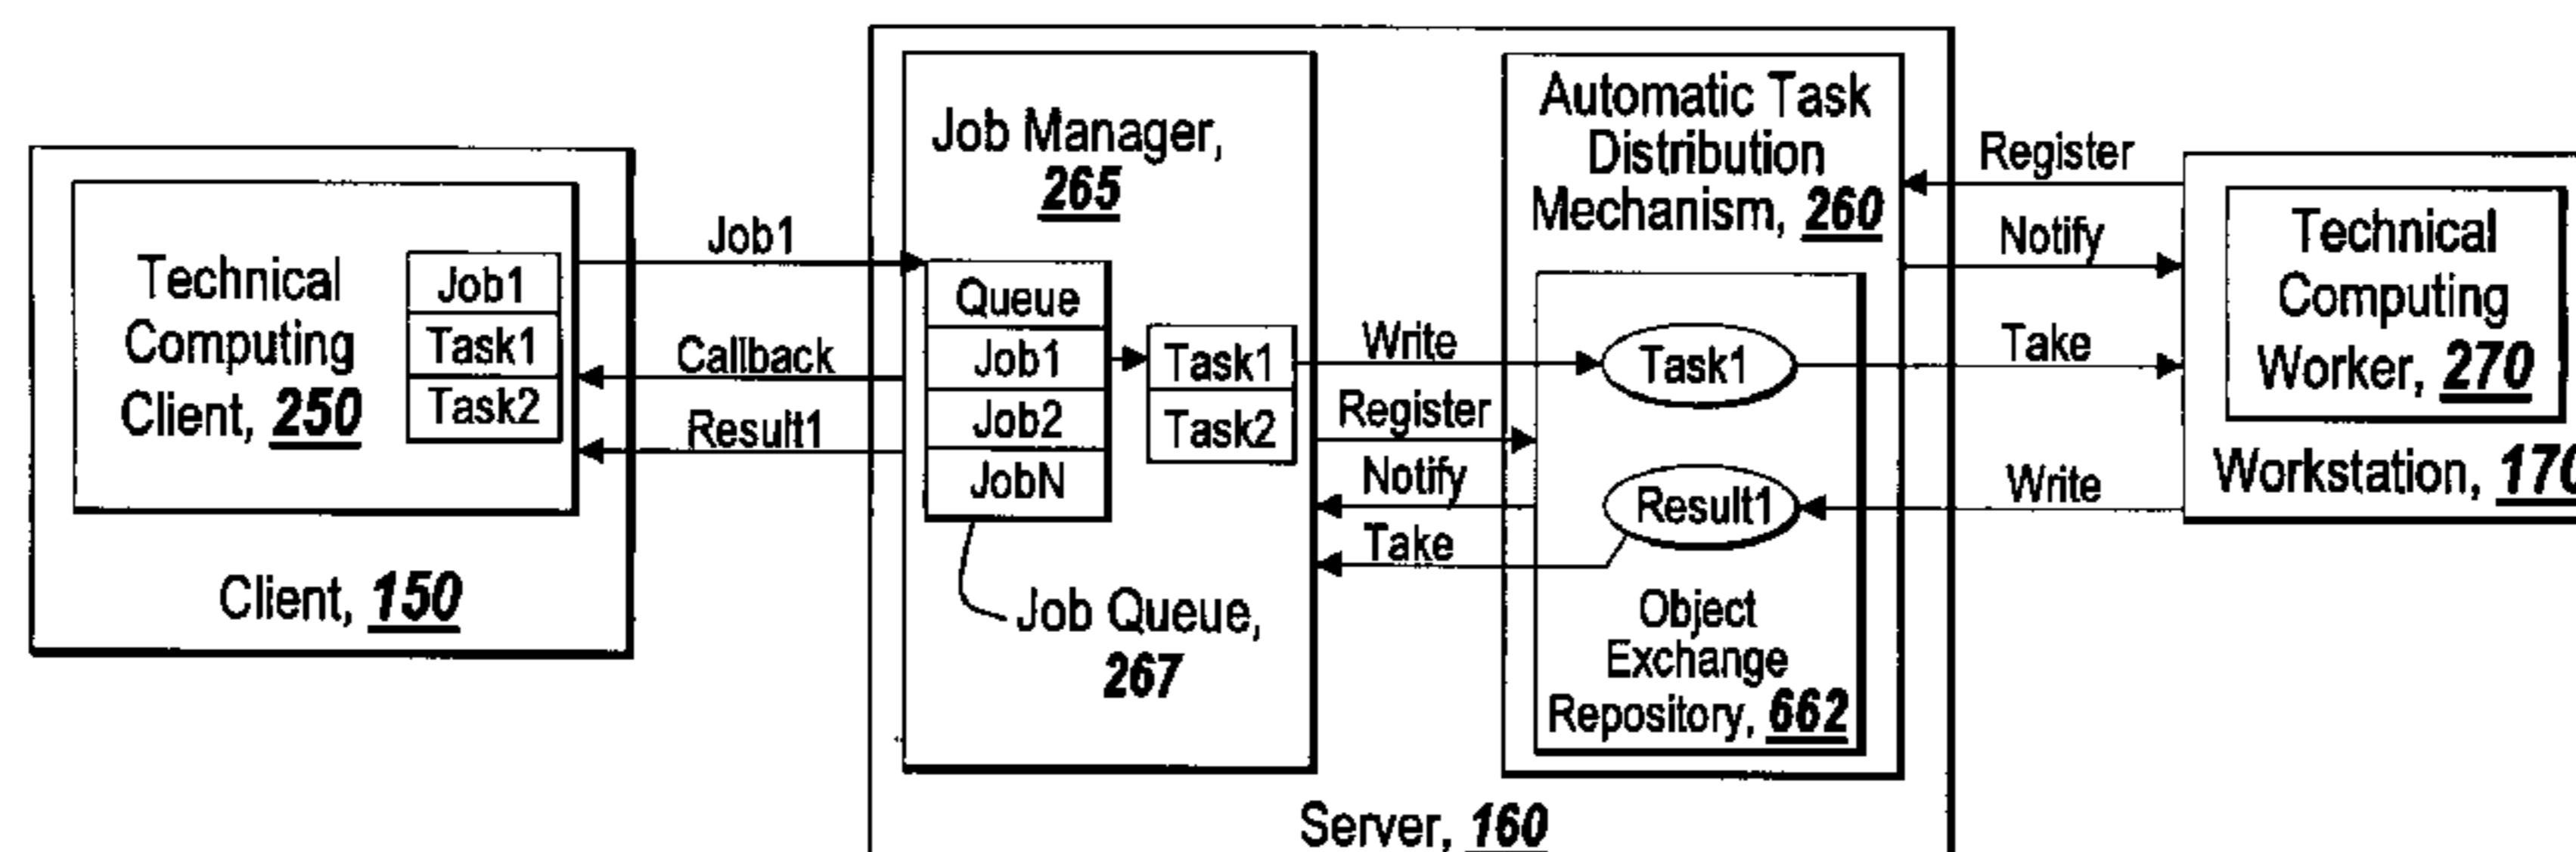 Technical
Computing
Client, 250
Job1
Task1
Task2
Client, 150
Job1
Callback
Result1
Job Manager,
265
Queue
Job1
Job2
JobN
Task1
Task2
Job Queue,
267
Write
Register
Notify
Take
Automatic Task
Distribution
Mechanism, 260
Task1
Result1
Object
Exchange
Repository, 662
Server, 160
Register
Notify
Take
Write
Technical
Computing
Worker, 270
Workstation, 170